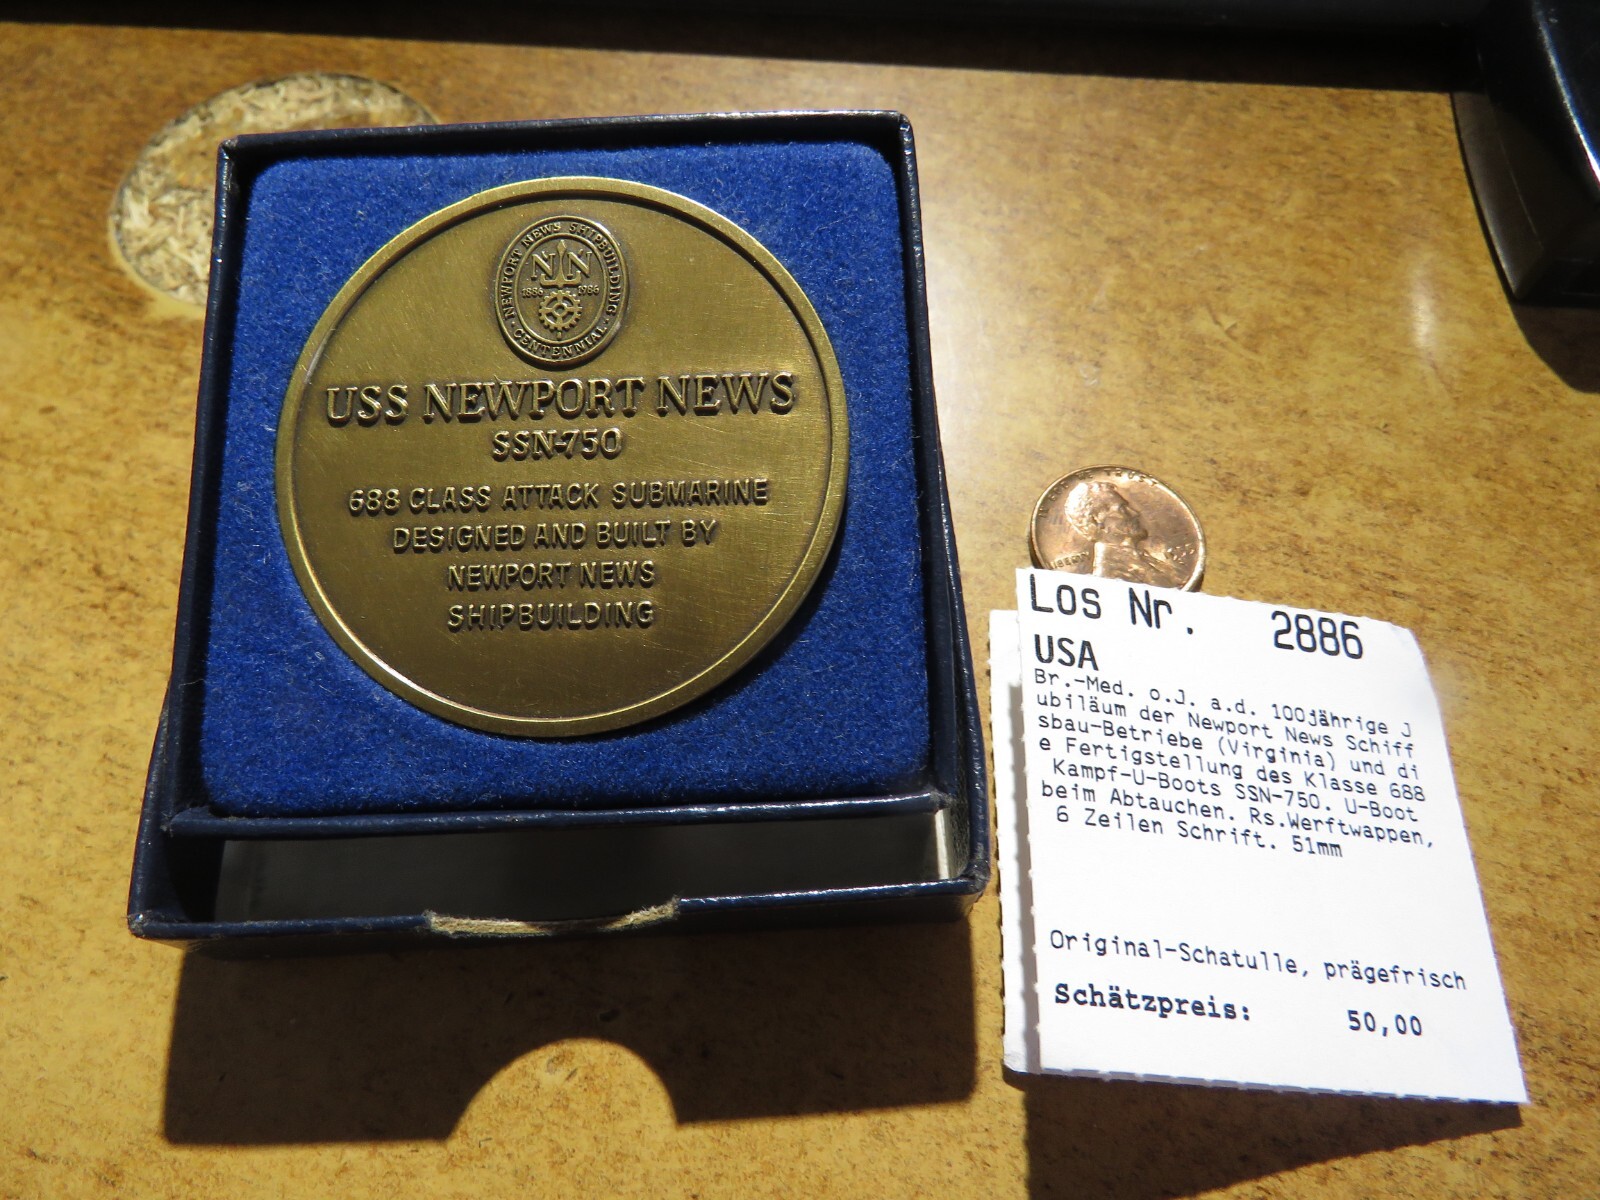 NEWPORT NEWS SHIPBUILDING
NN
1886 1986
· CENTENNIAL ·
USS NEWPORT NEWS
SSN-750
688 CLASS ATTACK SUBMARINE
DESIGNED AND BUILT BY
NEWPORT NEWS
SHIPBUILDING
TRUST
LIBERTY
Los Nr. 2886
USA
Br.-Med. o.J. a.d. 100jährige J
ubiläum der Newport News Schiff
sbau-Betriebe (Virginia) und di
e Fertigstellung des Klasse 688
Kampf-U-Boots SSN-750. U-Boot
beim Abtauchen. Rs.Werftwappen,
6 Zeilen Schrift. 51mm
Original-Schatulle, prägefrisch
Schätzpreis: 50,00